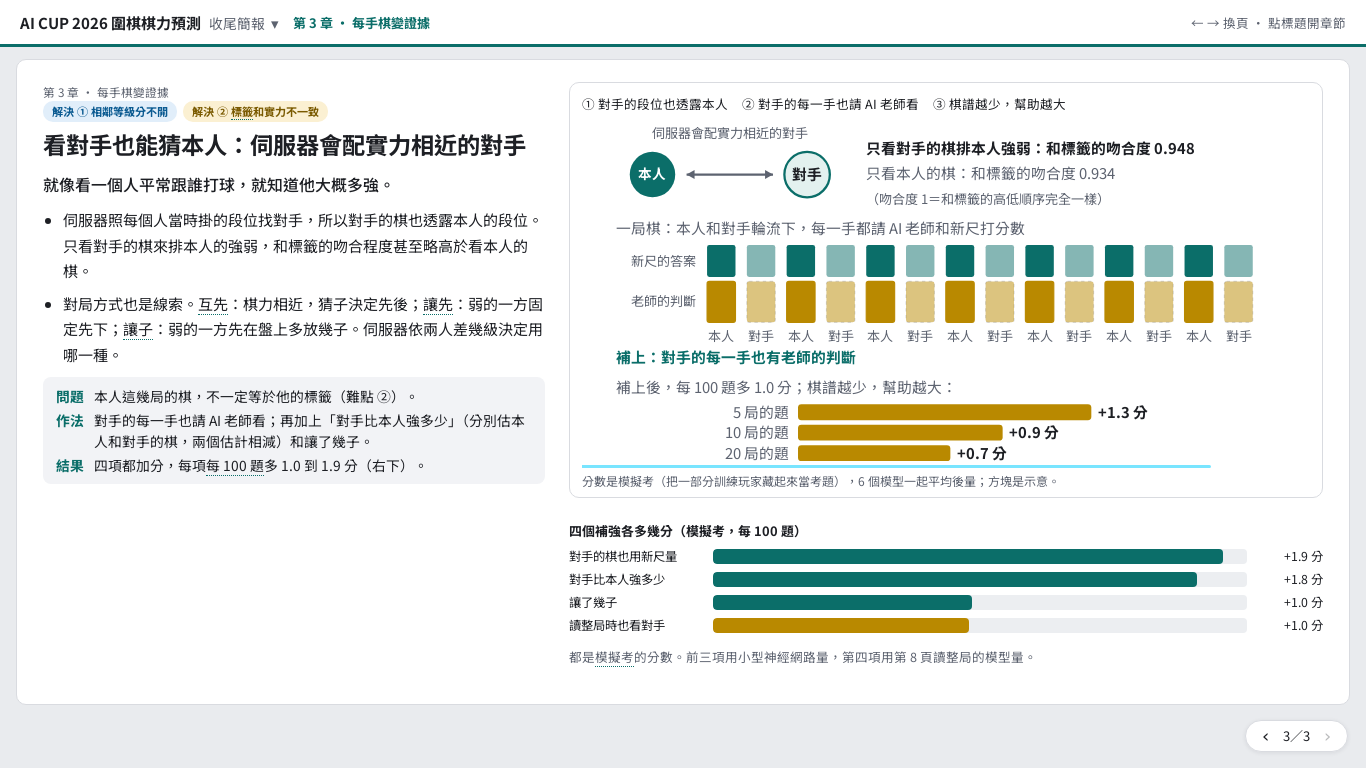 AI CUP 2026 圍棋棋力預測 收尾簡報 ▼ 第 3 章 · 每手棋變證據
← → 換頁 · 點標題開章節
第 3 章 · 每手棋變證據
解決 ① 相鄰等級分不開 解決 ② 標籤和實力不一致
看對手也能猜本人：伺服器會配實力相近的對手
就像看一個人平常跟誰打球，就知道他大概多強。
• 伺服器照每個人當時掛的段位找對手，所以對手的棋也透露本人的段位。
只看對手的棋來排本人的強弱，和標籤的吻合程度甚至略高於看本人的
棋。
• 對局方式也是線索。互先：棋力相近，猜子決定先後；讓先：弱的一方固
定先下；讓子：弱的一方先在盤上多放幾子。伺服器依兩人差幾級決定用
哪一種。
問題 本人這幾局的棋，不一定等於他的標籤（難點 ②）。
作法 對手的每一手也請 AI 老師看；再加上「對手比本人強多少」（分別估本
人和對手的棋，兩個估計相減）和讓了幾子。
結果 四項都加分，每項每 100 題多 1.0 到 1.9 分（右下）。
① 對手的段位也透露本人 ② 對手的每一手也請 AI 老師看 ③ 棋譜越少，幫助越大
伺服器會配實力相近的對手
本人 對手
只看對手的棋排本人強弱：和標籤的吻合度 0.948
只看本人的棋：和標籤的吻合度 0.934
（吻合度 1＝和標籤的高低順序完全一樣）
一局棋：本人和對手輪流下，每一手都請 AI 老師和新尺打分數
新尺的答案
老師的判斷
本人 對手 本人 對手 本人 對手 本人 對手 本人 對手 本人 對手 本人 對手
補上：對手的每一手也有老師的判斷
補上後，每 100 題多 1.0 分；棋譜越少，幫助越大：
5 局的題 +1.3 分
10 局的題 +0.9 分
20 局的題 +0.7 分
分數是模擬考（把一部分訓練玩家藏起來當考題），6 個模型一起平均後量；方塊是示意。
四個補強各多幾分（模擬考，每 100 題）
對手的棋也用新尺量 +1.9 分
對手比本人強多少 +1.8 分
讓了幾子 +1.0 分
讀整局時也看對手 +1.0 分
都是模擬考的分數。前三項用小型神經網路量，第四項用第 8 頁讀整局的模型量。
‹ 3／3 ›